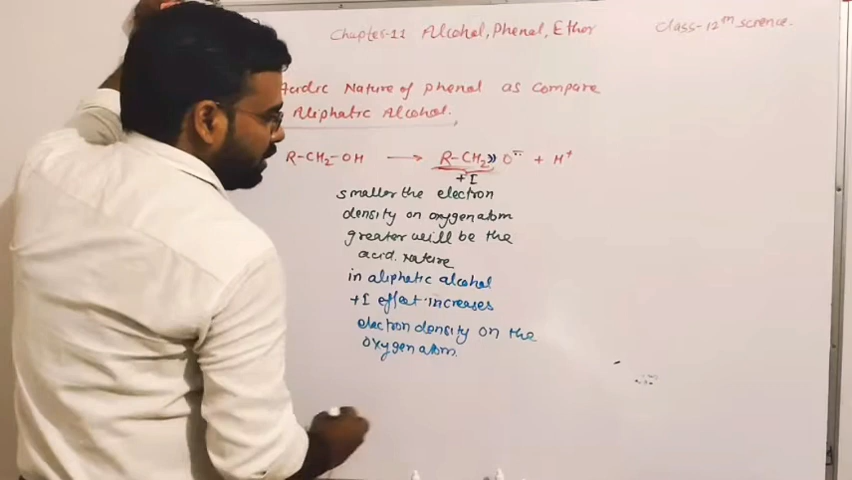 Chapter-11 Alcohol, Phenol, Ether
Class-12th science.
Acidic Nature of Phenol as Compare
Aliphatic Alcohol.
R-CH2-OH → R-CH2»O⁻ + H⁺
+I
smaller the electron
density on oxygen atom
greater will be the
acid. nature
in aliphatic alcohol
+I effect increases
electron density on the
oxygen atom.